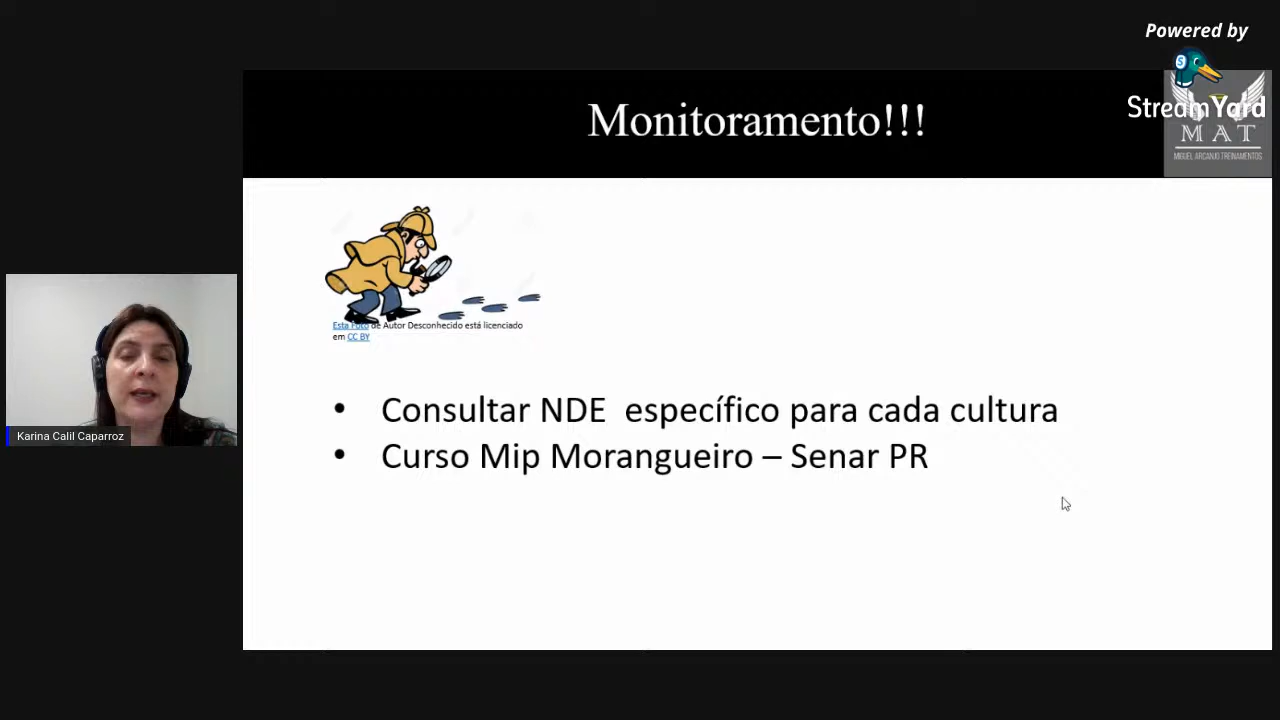 Powered by
StreamYard
Monitoramento!!!
MAT
MIGUEL ARCANJO TREINAMENTOS
Esta Foto de Autor Desconhecido está licenciado
em CC BY
• Consultar NDE específico para cada cultura
• Curso Mip Morangueiro – Senar PR
Karina Calil Caparroz